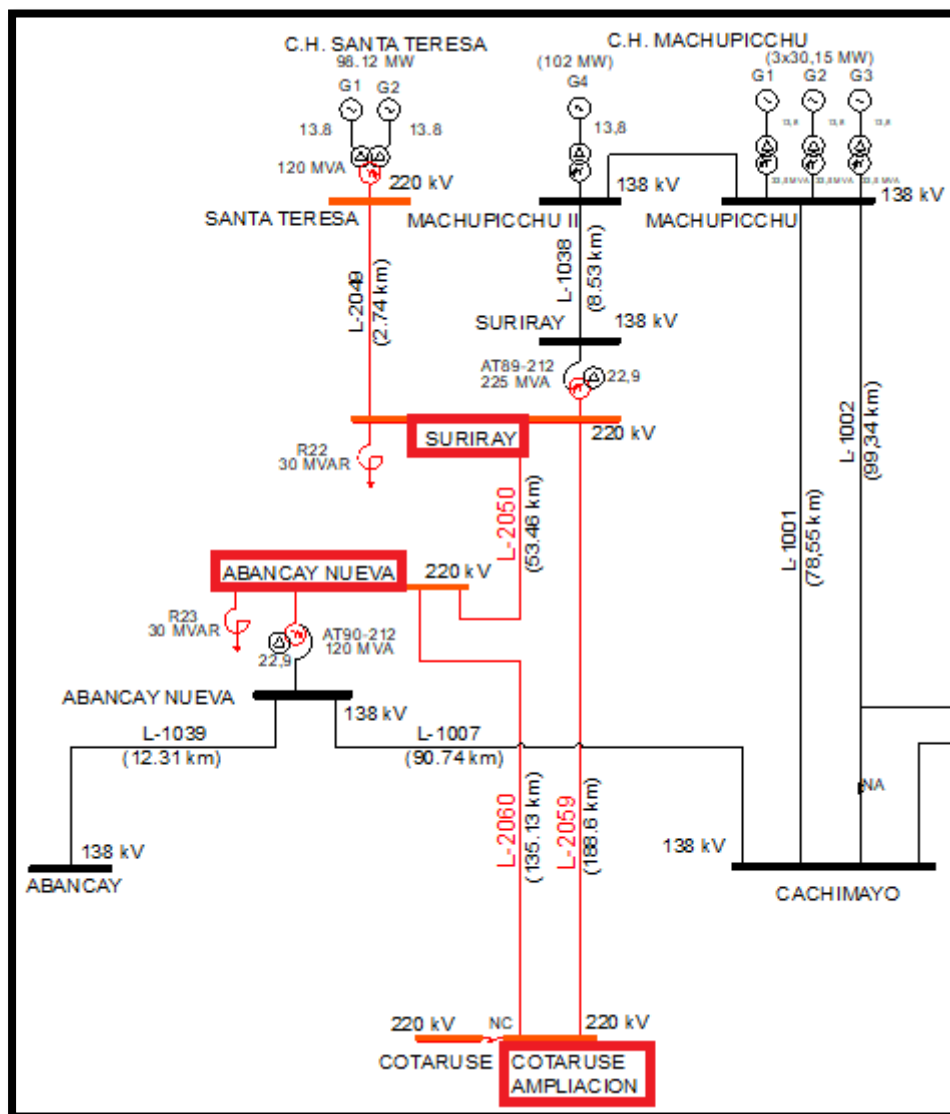 C.H. SANTA TERESA
98.12 MW
G1 G2
13.8 13.8
120 MVA
220 kV
SANTA TERESA
C.H. MACHUPICCHU
(102 MW) (3x30,15 MW)
G4 G1 G2 G3
13,8 13,8 13,8 13,8
138 kV 138 kV
MACHUPICCHU II MACHUPICCHU
L-2049
(2.74 km)
L-1038
(8.53 km)
SURIRAY 138 kV
AT89-212
225 MVA
22,9
SURIRAY 220 kV
R22
30 MVAR
L-2050
(53.46 km)
L-1001
(78,55 km)
L-1002
(99,34 km)
ABANCAY NUEVA 220 kV
R23
30 MVAR
AT90-212
120 MVA
22,9
ABANCAY NUEVA
138 kV
L-1039
(12.31 km)
L-1007
(90.74 km)
NA
L-2060
(135.13 km)
L-2059
(188.6 km)
138 kV
ABANCAY
138 kV
CACHIMAYO
220 kV NC 220 kV
COTARUSE
COTARUSE
AMPLIACION